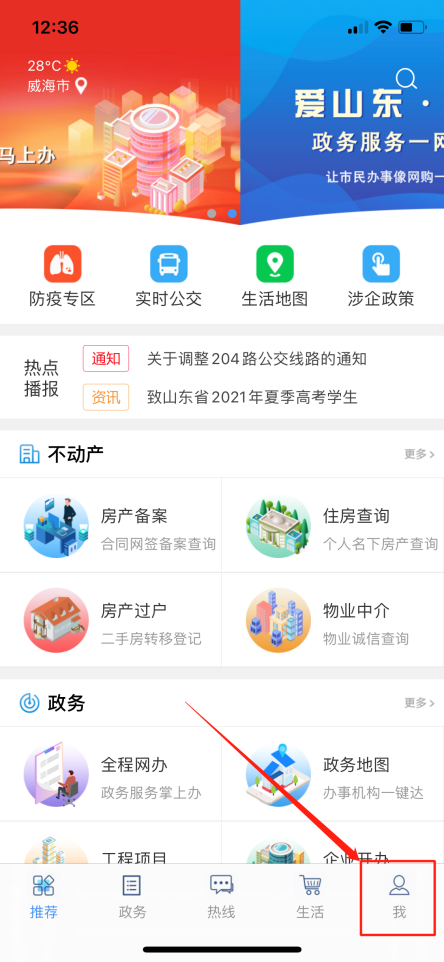 12:36
28°C
威海市
马上办
爱山东·
政务服务一网
让市民办事像网购一
防疫专区
实时公交
生活地图
涉企政策
热点
播报
通知
关于调整204路公交线路的通知
资讯
致山东省2021年夏季高考学生
不动产
更多
房产备案
合同网签备案查询
住房查询
个人名下房产查询
房产过户
二手房转移登记
物业中介
物业诚信查询
政务
更多
全程网办
政务服务掌上办
政务地图
办事机构一键达
工程项目
企业开办
推荐
政务
热线
生活
我